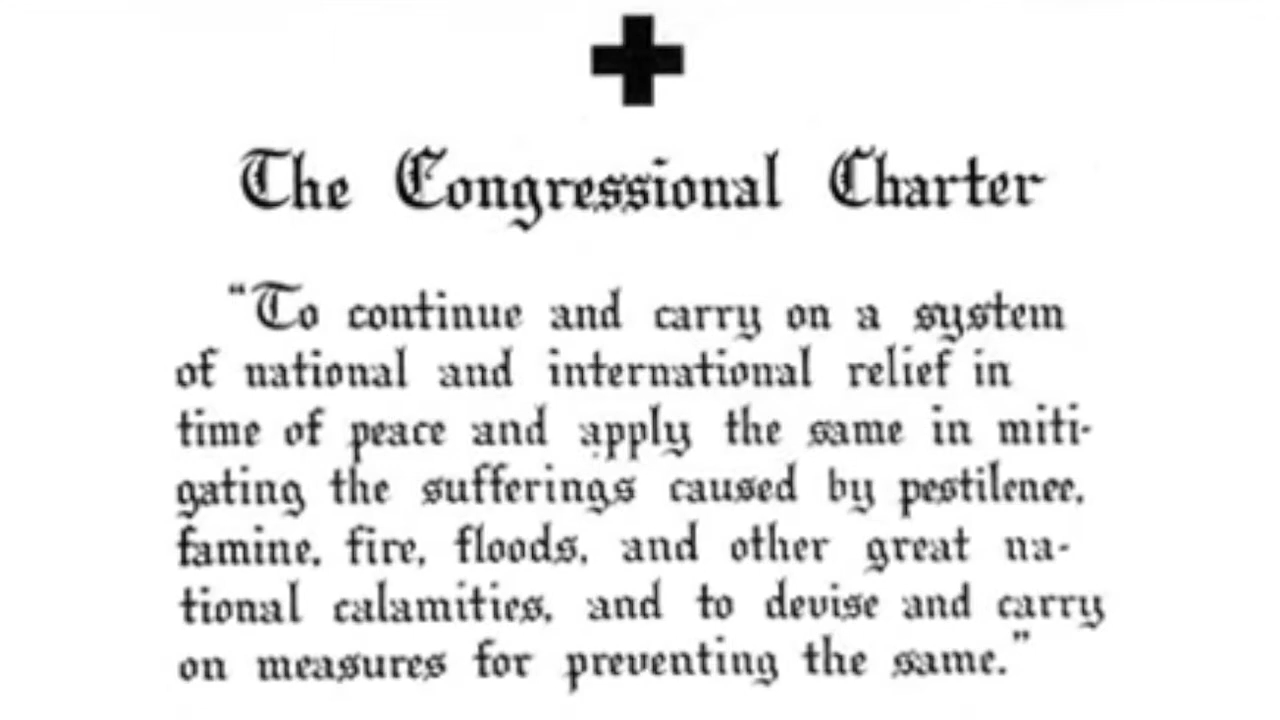 The Congressional Charter
“To continue and carry on a system
of national and international relief in
time of peace and apply the same in miti-
gating the sufferings caused by pestilence,
famine, fire, floods, and other great na-
tional calamities, and to devise and carry
on measures for preventing the same.”